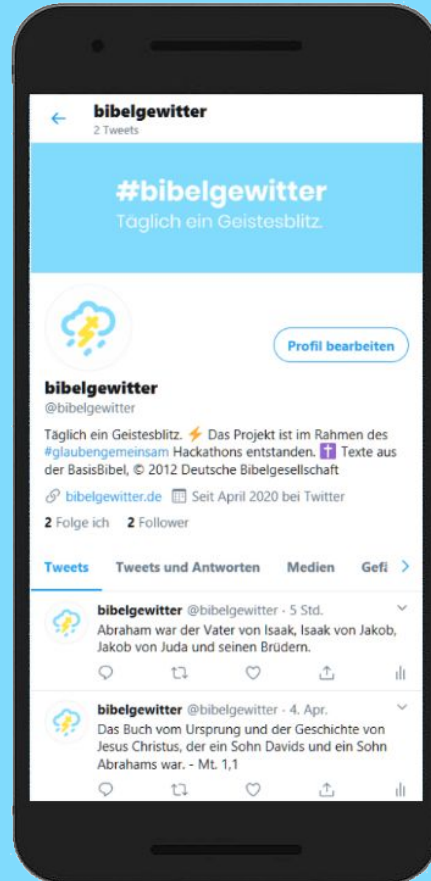 bibelgewitter
2 Tweets
#bibelgewitter
Täglich ein Geistesblitz.
Profil bearbeiten
bibelgewitter
@bibelgewitter
Täglich ein Geistesblitz. ⚡ Das Projekt ist im Rahmen des
#glaubengemeinsam Hackathons entstanden. ✝️ Texte aus
der BasisBibel, © 2012 Deutsche Bibelgesellschaft
bibelgewitter.de Seit April 2020 bei Twitter
2 Folge ich 2 Follower
Tweets Tweets und Antworten Medien Gefä
bibelgewitter @bibelgewitter · 5 Std.
Abraham war der Vater von Isaak, Isaak von Jakob,
Jakob von Juda und seinen Brüdern.
bibelgewitter @bibelgewitter · 4. Apr.
Das Buch vom Ursprung und der Geschichte von
Jesus Christus, der ein Sohn Davids und ein Sohn
Abrahams war. - Mt. 1,1